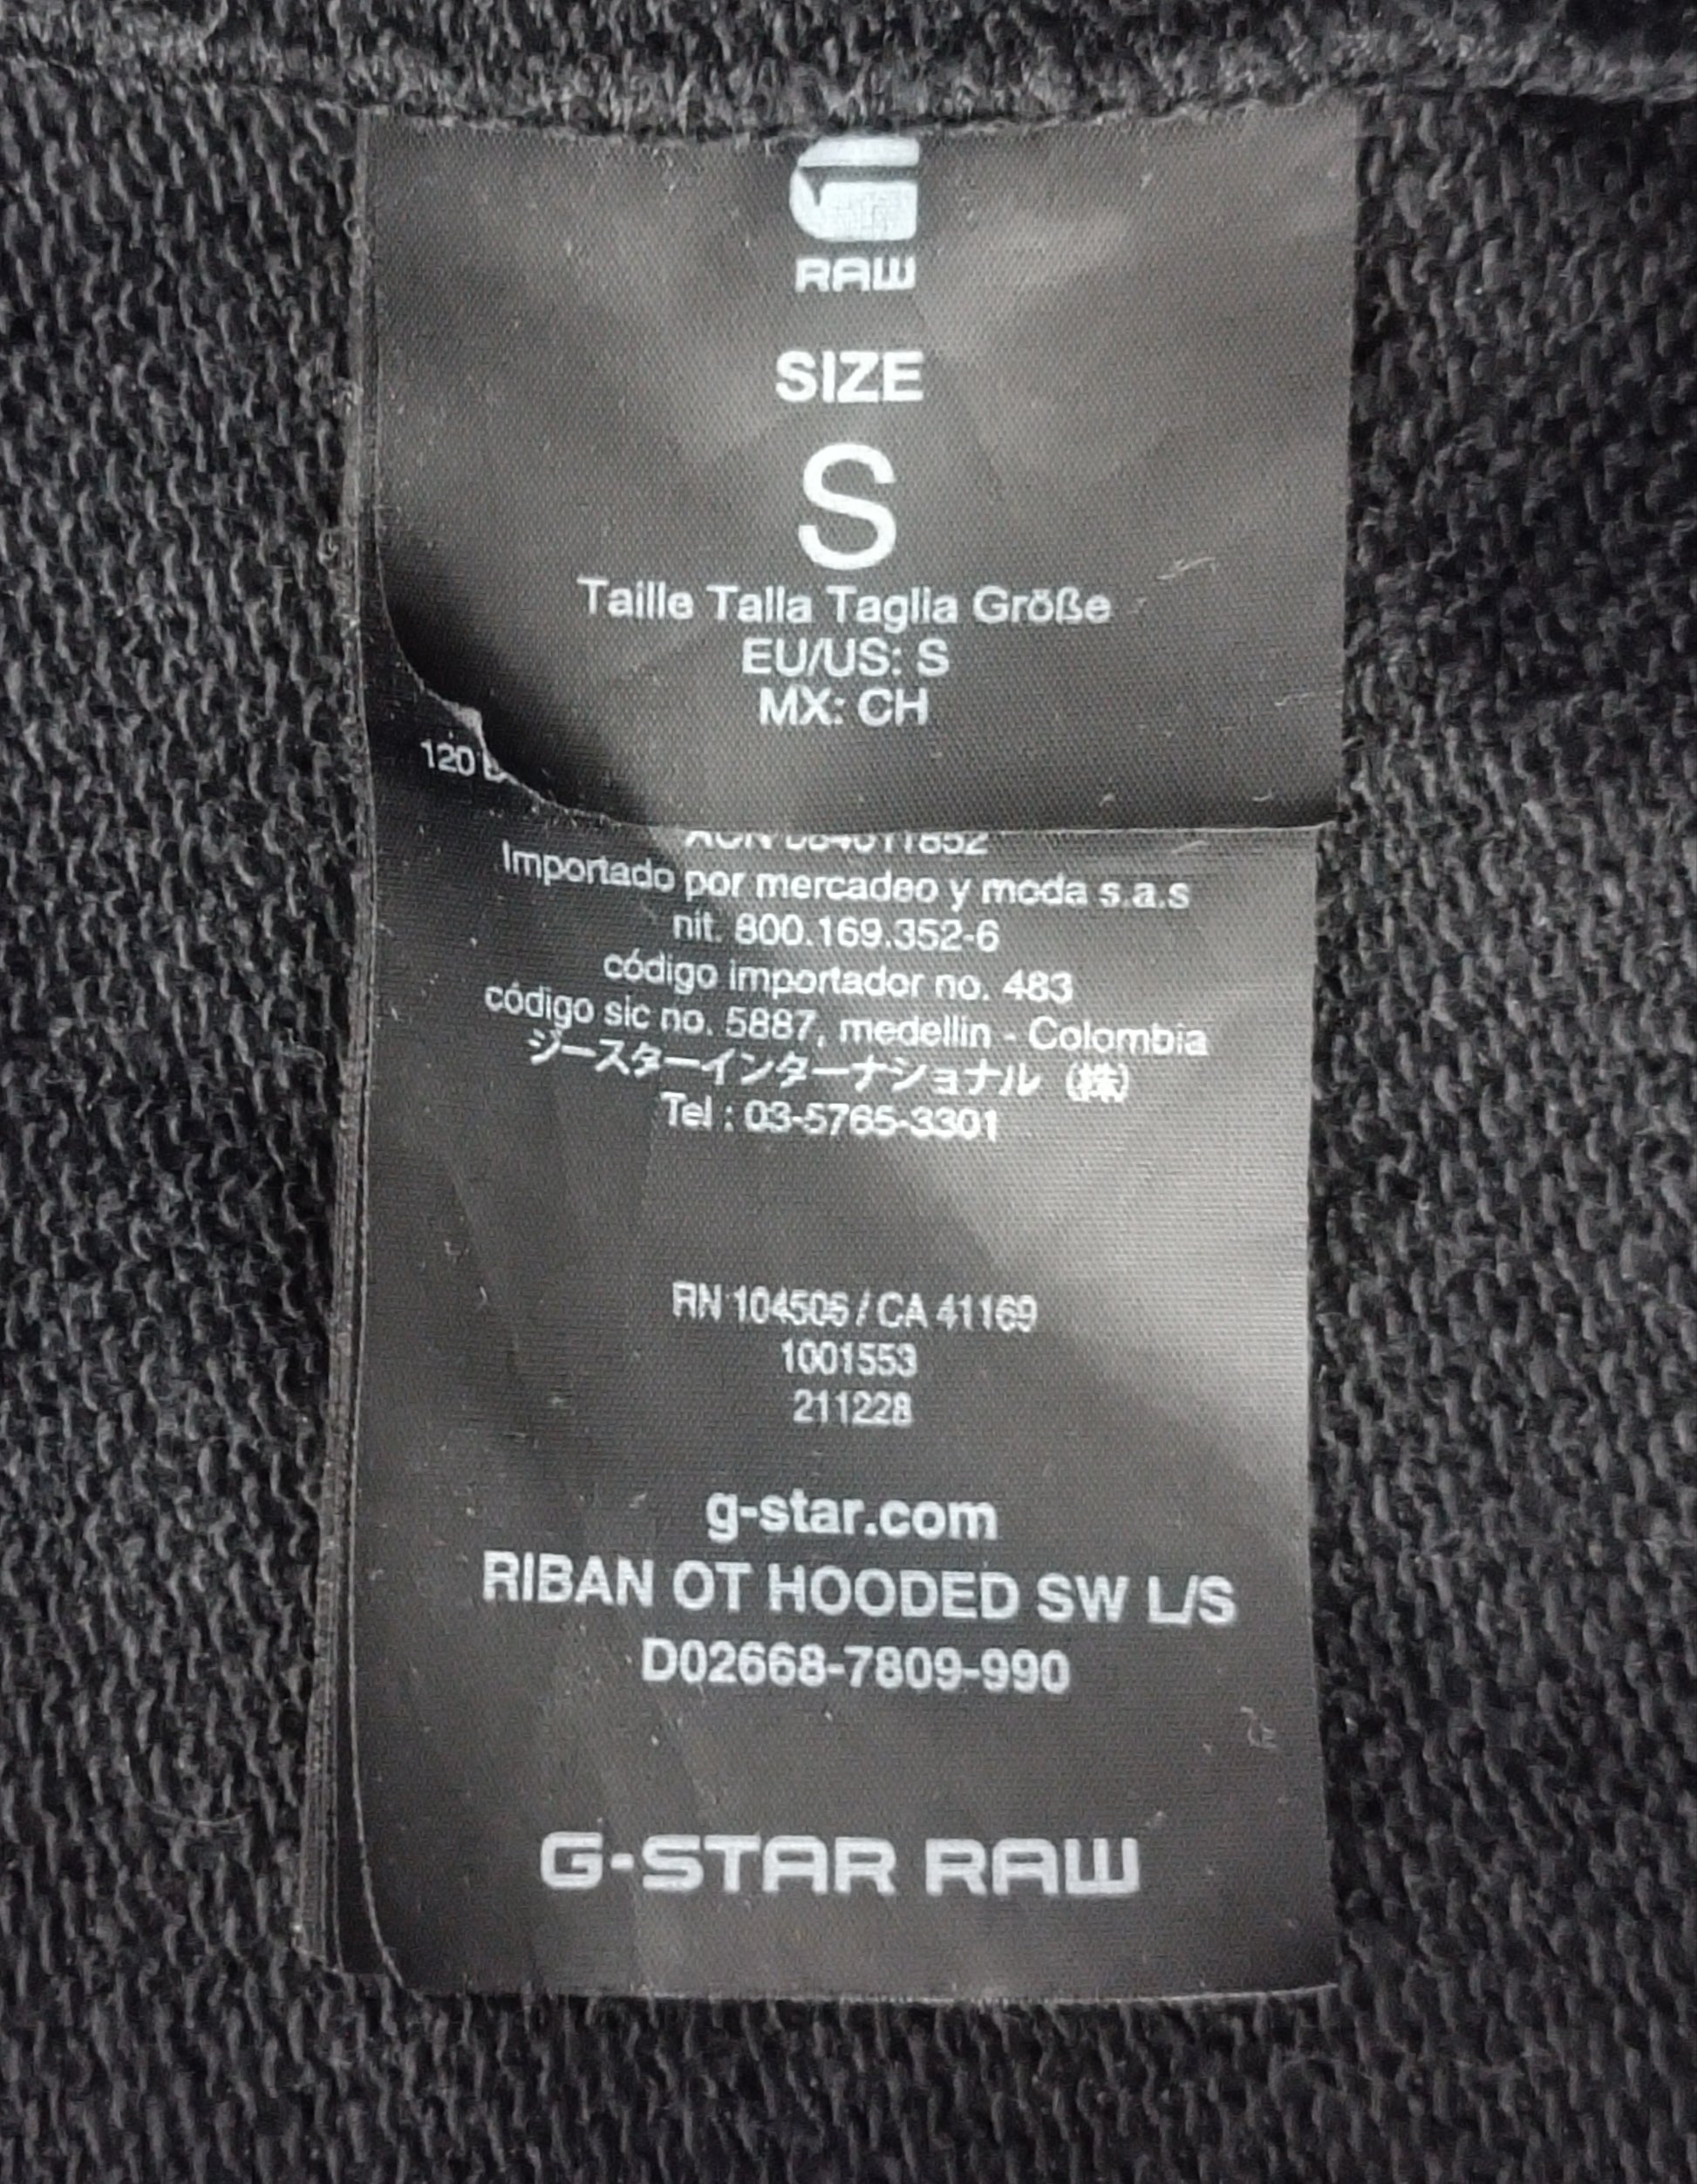 RAW
SIZE
S
Taille Talla Taglia Größe
EU/US: S
MX: CH
120
Importado por mercadeo y moda s.a.s
nit. 800.169.352-6
código importador no. 483
código sic no. 5887, medellin - Colombia
ジースターインターナショナル (株)
Tel : 03-5765-3301
RN 104506 / CA 41169
1001553
211228
g-star.com
RIBAN OT HOODED SW L/S
D02668-7809-990
G-STAR RAW